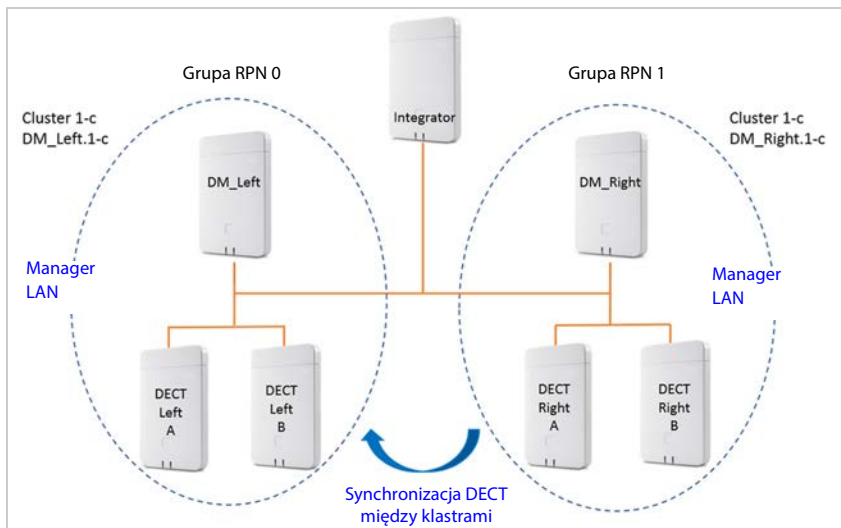 Grupa RPN 0
Grupa RPN 1
Integrator
Cluster 1-c
DM_Left.1-c
Cluster 1-c
DM_Right.1-c
DM_Left
DM_Right
Manager
LAN
Manager
LAN
DECT
Left
A
DECT
Left
B
DECT
Right
A
DECT
Right
B
Synchronizacja DECT
między klastrami